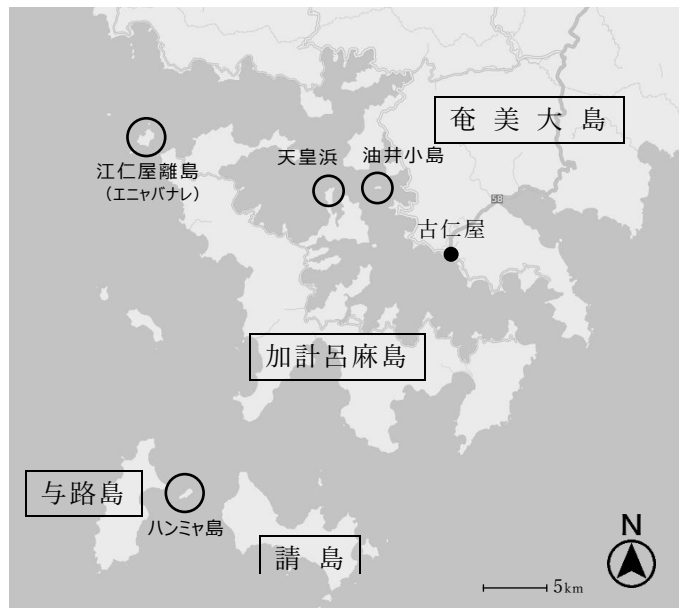 奄美大島
天皇浜
油井小島
江仁屋離島
（エニャバナレ）
58
古仁屋
加計呂麻島
与路島
ハンミャ島
請島
N
5km